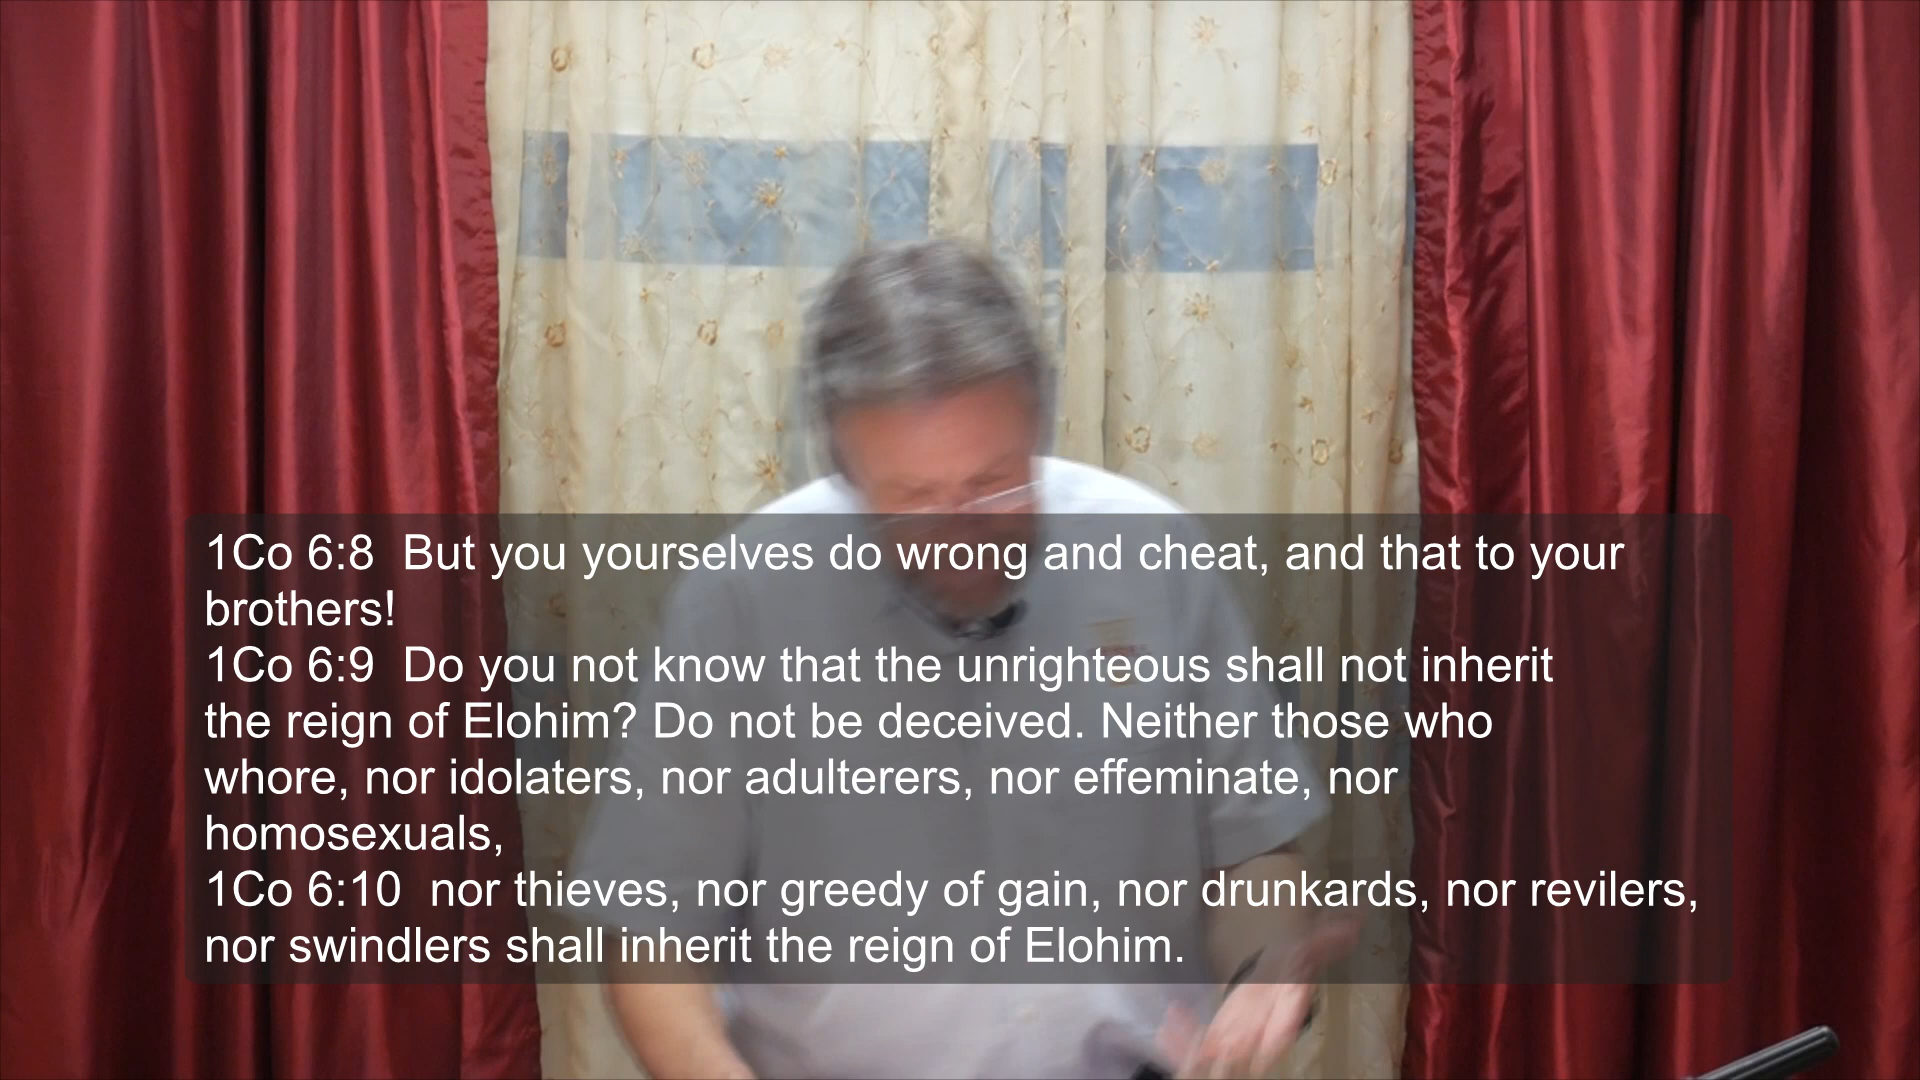 1Co 6:8  But you yourselves do wrong and cheat, and that to your
brothers!
1Co 6:9  Do you not know that the unrighteous shall not inherit
the reign of Elohim? Do not be deceived. Neither those who
whore, nor idolaters, nor adulterers, nor effeminate, nor
homosexuals,
1Co 6:10  nor thieves, nor greedy of gain, nor drunkards, nor revilers,
nor swindlers shall inherit the reign of Elohim.